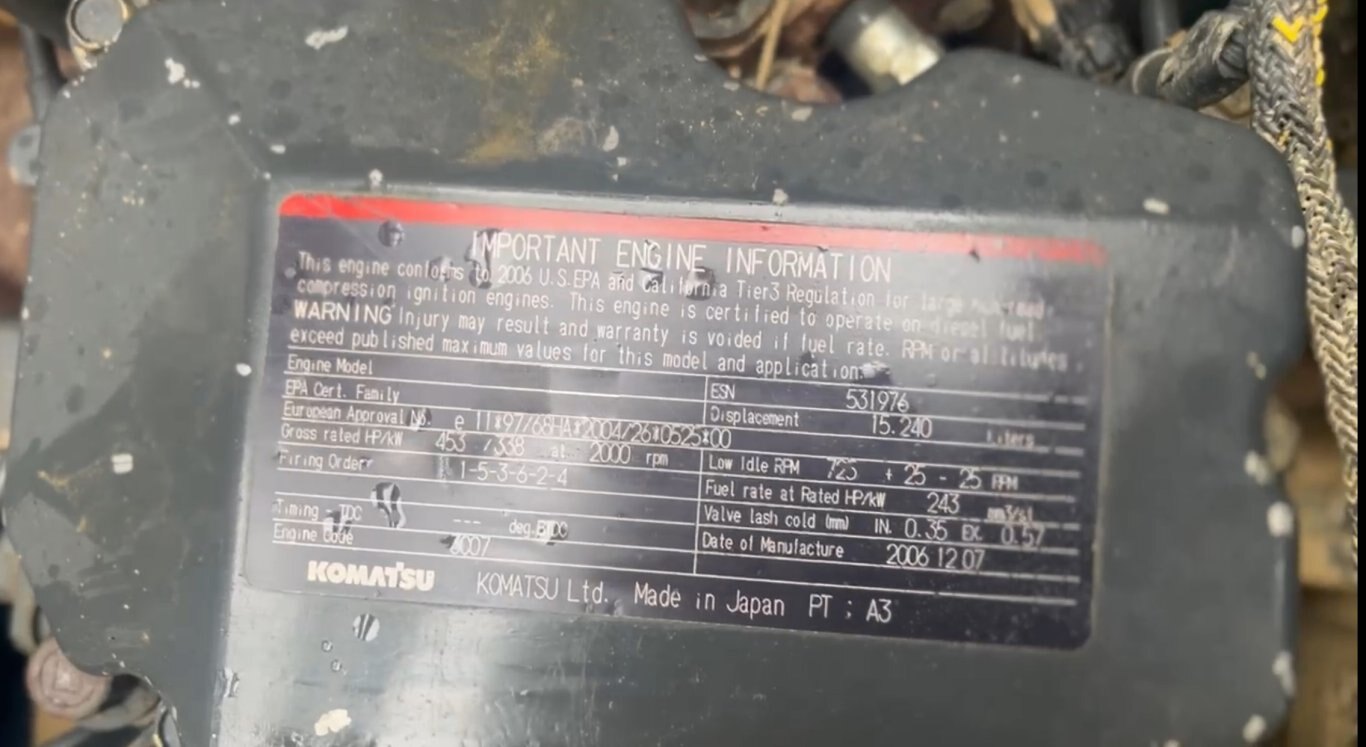 IMPORTANT ENGINE INFORMATION
This engine conforms to 2006 U.S.EPA and California Tier3 Regulation for large
compression ignition engines. This engine is certified to operate on diesel fuel.
WARNING Injury may result and warranty is voided if fuel rate. RPM or altitudes
exceed published maximum values for this model and application.
Engine Model ESN 531976
EPA Cert. Family Displacement 15.240 Liters
European Approval No. e 11*97/68HA*2004/26*0525*00
Gross rated HP/kW 453 /338 at 2000 rpm Low Idle RPM 725 + 25 - 25 RPM
Firing Order 1-5-3-6-2-4 Fuel rate at Rated HP/kW 243 mm3/st
Valve lash cold (mm) IN. 0.35 EX. 0.57
Timing - TDC --- deg.BTDC Date of Manufacture 2006 12 07
Engine Code
KOMATSU KOMATSU Ltd. Made in Japan PT ; A3